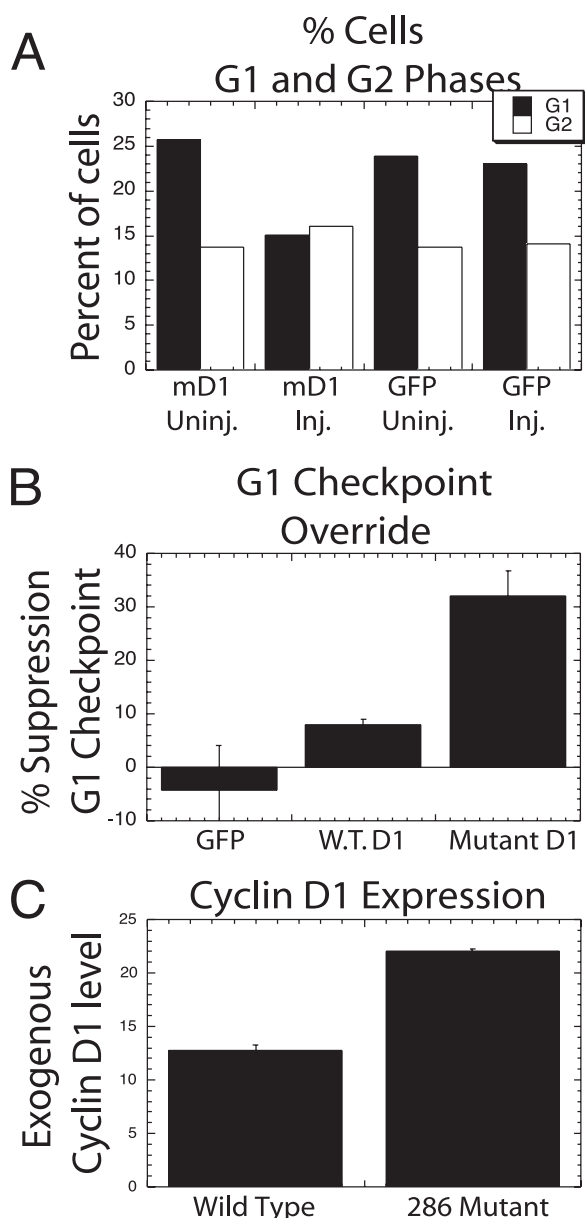 A
% Cells
G1 and G2 Phases
G1
G2
Percent of cells
30
25
20
15
10
5
0
mD1 mD1 GFP GFP
Uninj. Inj. Uninj. Inj.
B
G1 Checkpoint
Override
% Suppression
G1 Checkpoint
40
30
20
10
0
-10
GFP W.T. D1 Mutant D1
C
Cyclin D1 Expression
Exogenous
Cyclin D1 level
25
20
15
10
5
0
Wild Type 286 Mutant